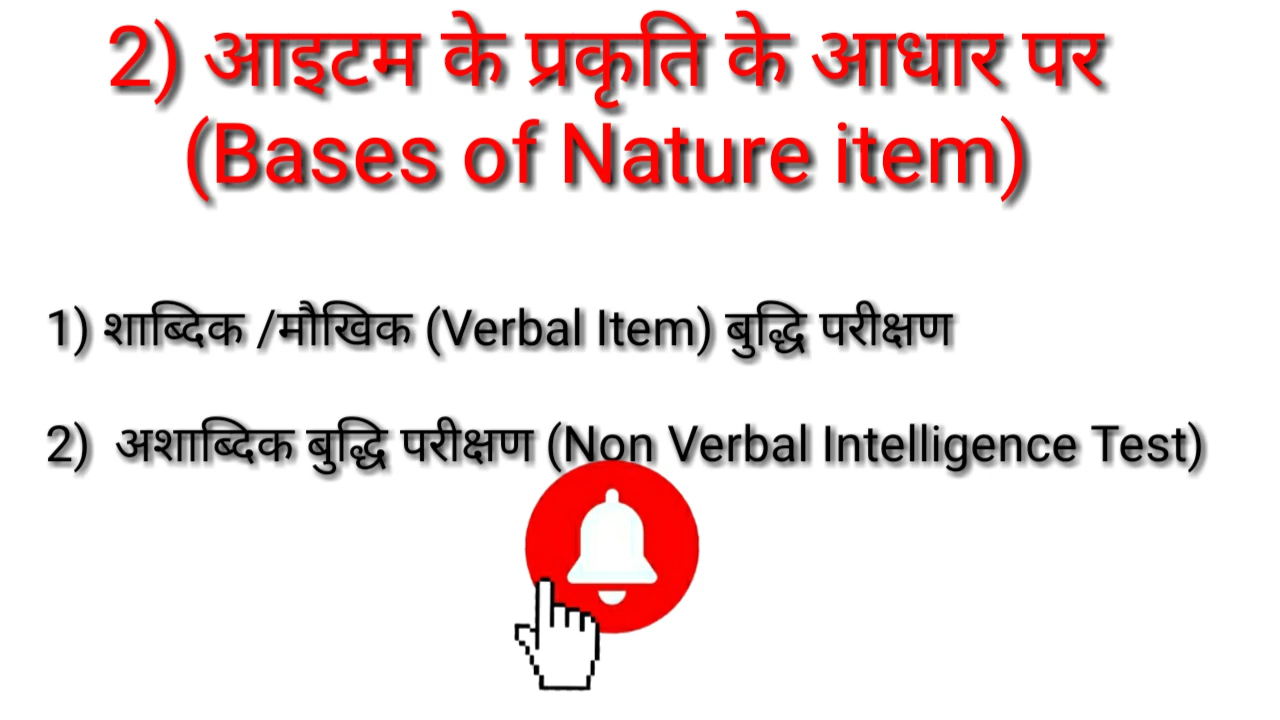 2) आइटम के प्रकृति के आधार पर
(Bases of Nature item)
1) शाब्दिक /मौखिक (Verbal Item) बुद्धि परीक्षण
2) अशाब्दिक बुद्धि परीक्षण (Non Verbal Intelligence Test)